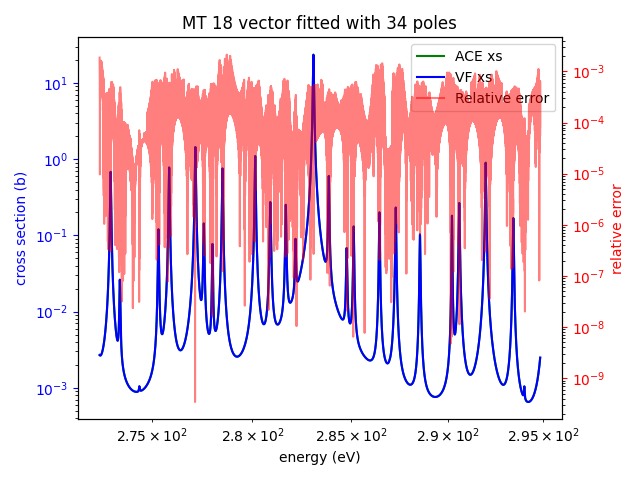 MT 18 vector fitted with 34 poles
ACE xs
VF xs
Relative error
10¹
10⁰
10⁻¹
10⁻²
10⁻³
cross section (b)
10⁻³
10⁻⁴
10⁻⁵
10⁻⁶
10⁻⁷
10⁻⁸
10⁻⁹
relative error
2.75 × 10² 2.8 × 10² 2.85 × 10² 2.9 × 10² 2.95 × 10²
energy (eV)